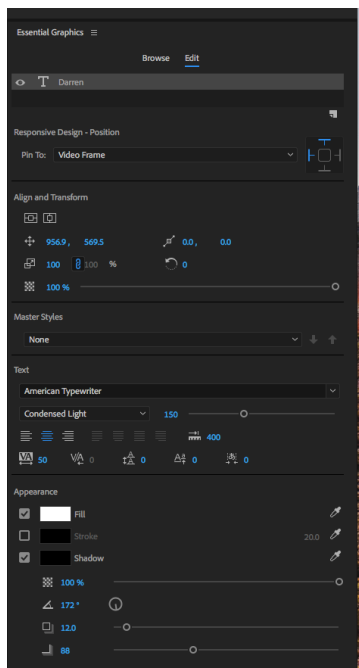 Essential Graphics
Browse Edit
T Darren
Responsive Design - Position
Pin To: Video Frame
Align and Transform
956.9, 569.5 0.0, 0.0
100 100 % 0
100 %
Master Styles
None
Text
American Typewriter
Condensed Light 150
400
VA 50 VA 0 0 0 0
Appearance
Fill
Stroke 20.0
Shadow
100 %
172 °
12.0
88